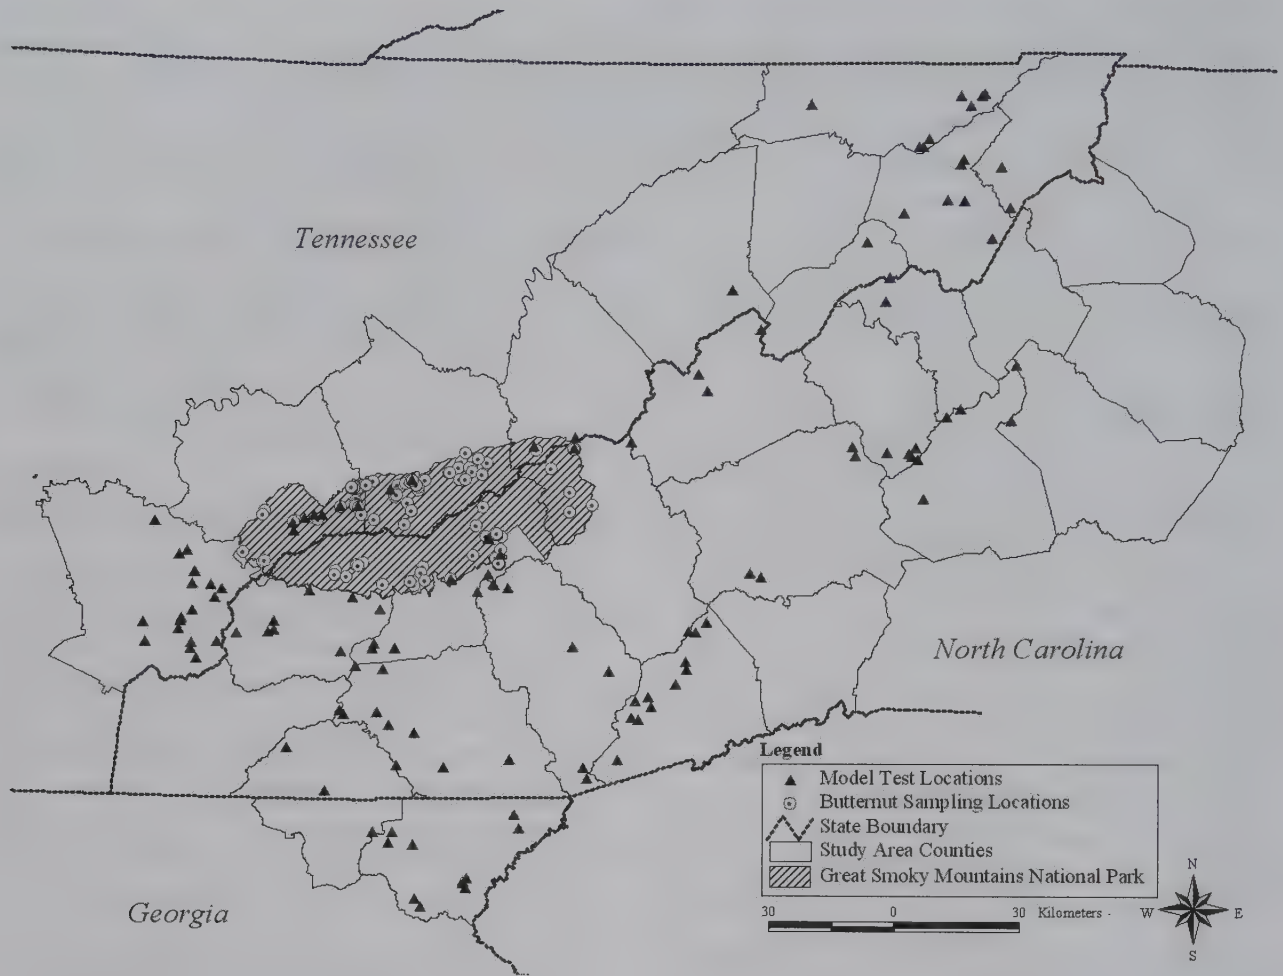 Tennessee
North Carolina
Georgia
Legend
Model Test Locations
Butternut Sampling Locations
State Boundary
Study Area Counties
Great Smoky Mountains National Park
30 0 30 Kilometers
N
W E
S